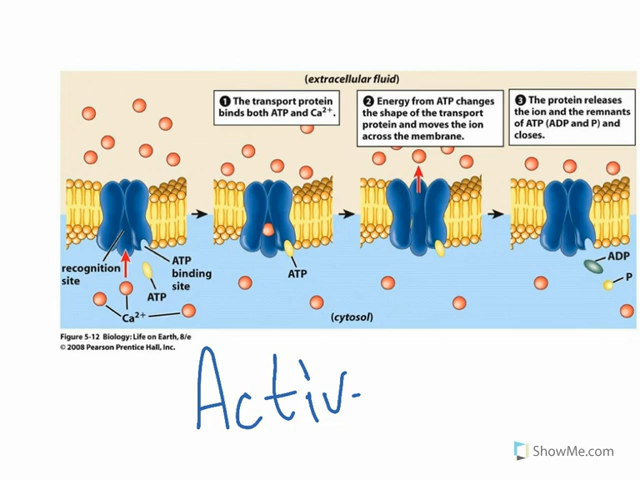 (extracellular fluid)
1 The transport protein
binds both ATP and Ca2+.
2 Energy from ATP changes
the shape of the transport
protein and moves the ion
across the membrane.
3 The protein releases
the ion and the remnants
of ATP (ADP and P) and
closes.
recognition
site
ATP
binding
site
ATP
Ca2+
ATP
ADP
P
(cytosol)
Figure 5-12 Biology: Life on Earth, 8/e
© 2008 Pearson Prentice Hall, Inc.
Activ
ShowMe.com